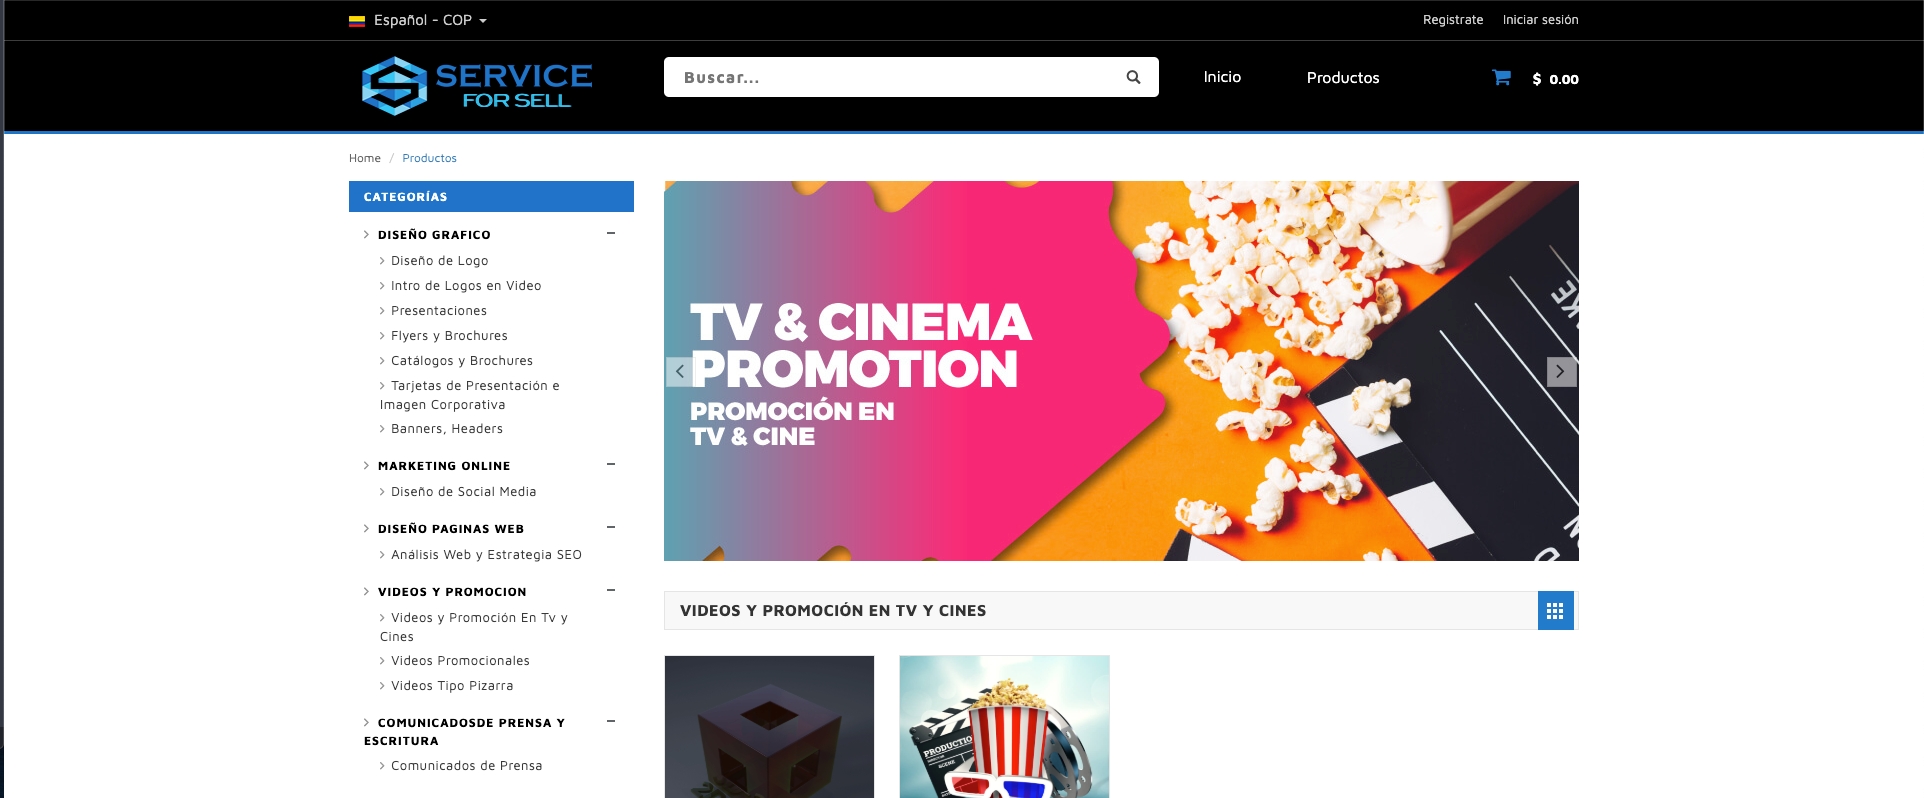 Español - COP
Registrate
Iniciar sesión
SERVICE
FOR SELL
Buscar...
Inicio
Productos
$ 0.00
Home / Productos
CATEGORÍAS
DISEÑO GRAFICO
Diseño de Logo
Intro de Logos en Video
Presentaciones
Flyers y Brochures
Catálogos y Brochures
Tarjetas de Presentación e
Imagen Corporativa
Banners, Headers
MARKETING ONLINE
Diseño de Social Media
DISEÑO PAGINAS WEB
Análisis Web y Estrategia SEO
VIDEOS Y PROMOCION
Videos y Promoción En Tv y
Cines
Videos Promocionales
Videos Tipo Pizarra
COMUNICADOSDE PRENSA Y
ESCRITURA
Comunicados de Prensa
TV & CINEMA
PROMOTION
PROMOCIÓN EN
TV & CINE
VIDEOS Y PROMOCIÓN EN TV Y CINES
PRODUCTIO
SCENE